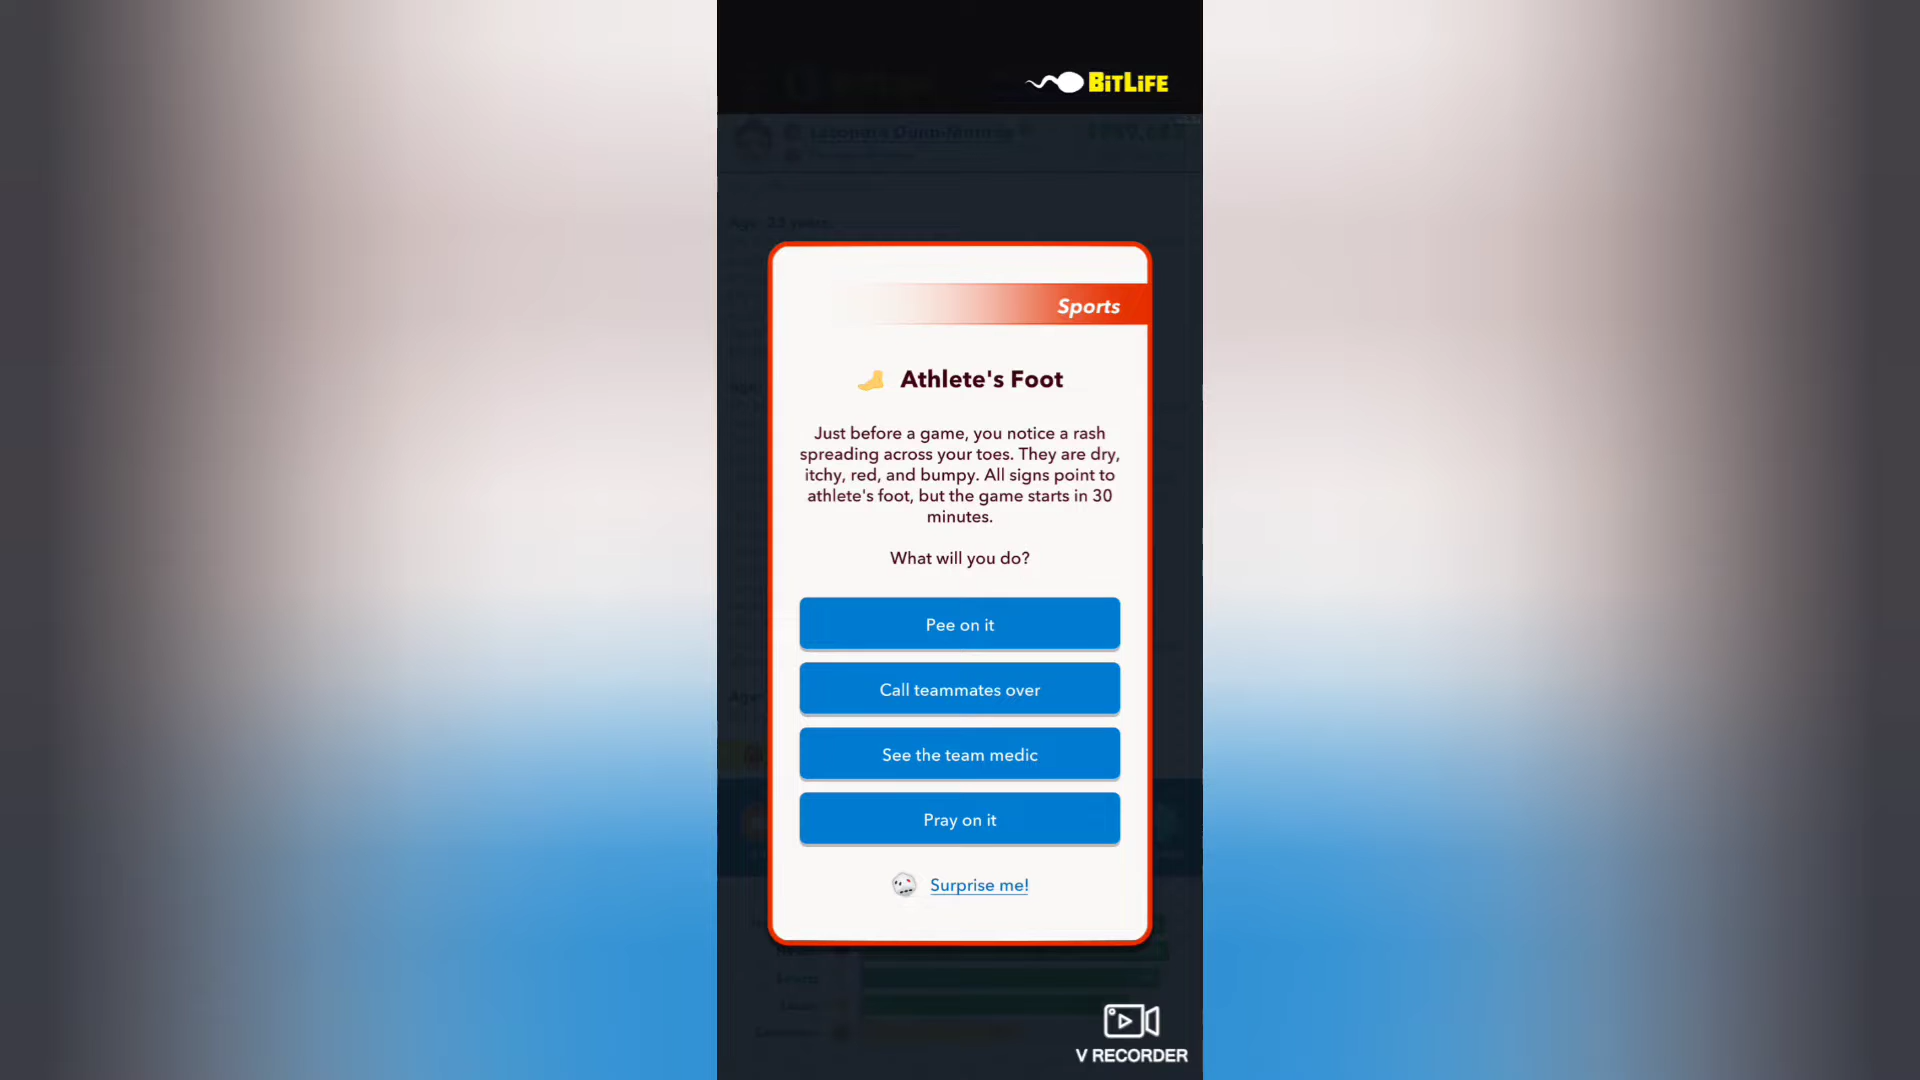 BitLiFE
Sports
Athlete's Foot
Just before a game, you notice a rash
spreading across your toes. They are dry,
itchy, red, and bumpy. All signs point to
athlete's foot, but the game starts in 30
minutes.
What will you do?
Pee on it
Call teammates over
See the team medic
Pray on it
Surprise me!
V RECORDER